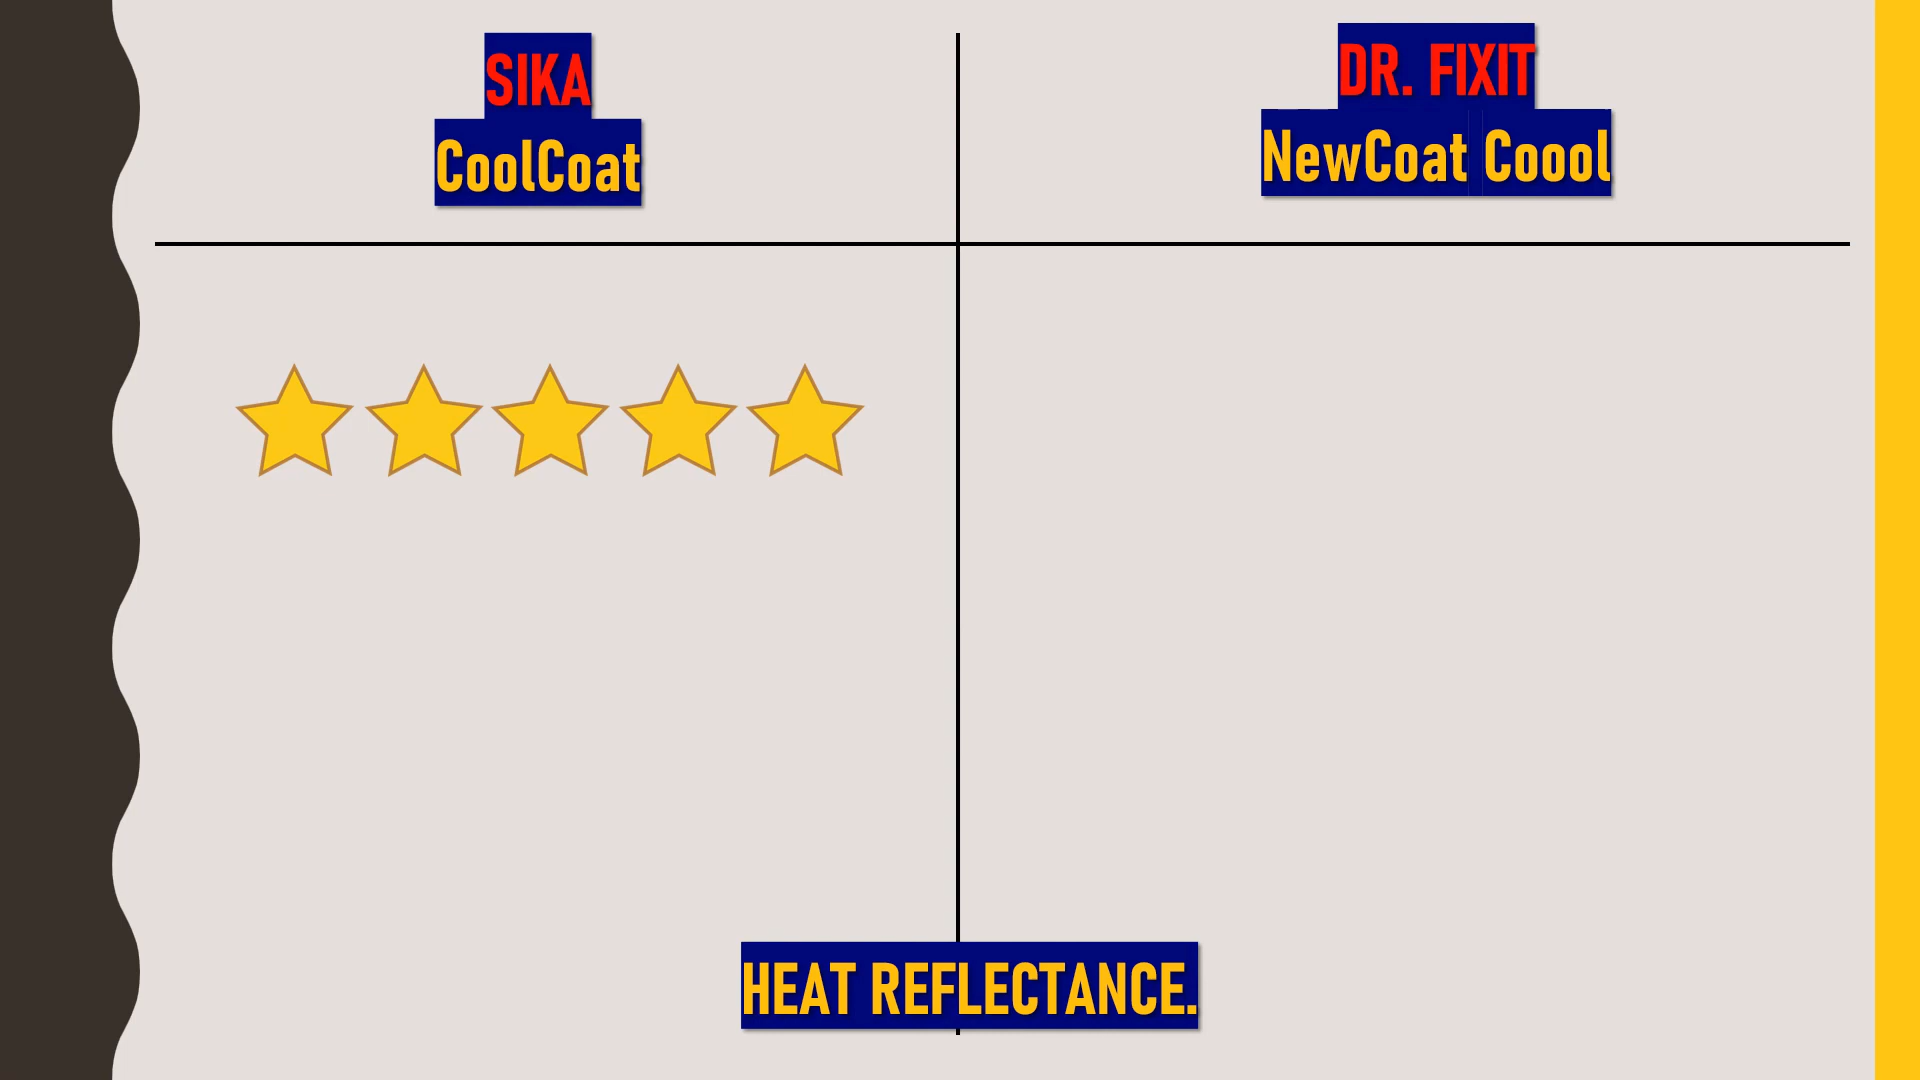 SIKA
CoolCoat
DR. FIXIT
NewCoat Coool
HEAT REFLECTANCE.